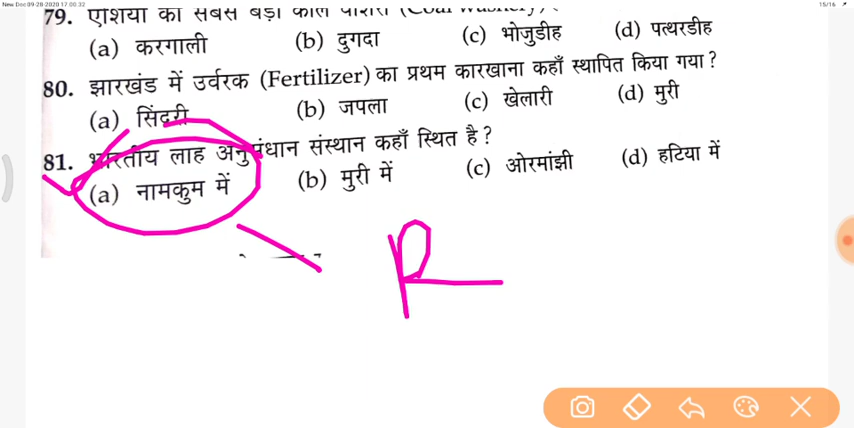 New Doc 09-28-2020 17.00.32
15/16
79. एशिया का सबसे बड़ा कोल
(a) करगाली (b) दुगदा (c) भोजुडीह (d) पत्थरडीह
80. झारखंड में उर्वरक (Fertilizer) का प्रथम कारखाना कहाँ स्थापित किया गया?
(a) सिंदरी (b) जपला (c) खेलारी (d) मुरी
81. भारतीय लाह अनुसंधान संस्थान कहाँ स्थित है?
(a) नामकुम में (b) मुरी में (c) ओरमांझी (d) हटिया में
R